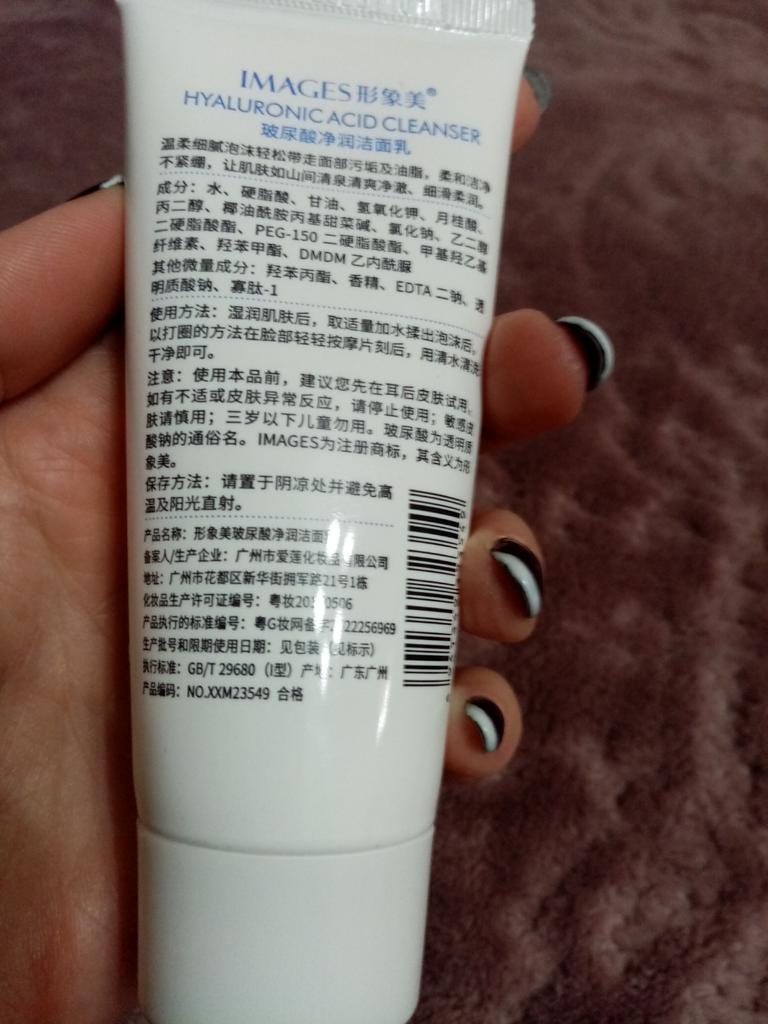 IMAGES形象美®
HYALURONIC ACID CLEANSER
玻尿酸净润洁面乳
温柔细腻泡沫轻松带走面部污垢及油脂，柔和洁净
不紧绷，让肌肤如山间清泉清爽净澈、细滑柔润。
成分：水、硬脂酸、甘油、氢氧化钾、月桂酸、
丙二醇、椰油酰胺丙基甜菜碱、氯化钠、乙二醇
二硬脂酸酯、PEG-150 二硬脂酸酯、甲基羟乙基
纤维素、羟苯甲酯、DMDM 乙内酰脲
其他微量成分：羟苯丙酯、香精、EDTA 二钠、透
明质酸钠、寡肽-1
使用方法：湿润肌肤后，取适量加水揉出泡沫后，
以打圈的方法在脸部轻轻按摩片刻后，用清水清洗
干净即可。
注意：使用本品前，建议您先在耳后皮肤试用，
如有不适或皮肤异常反应，请停止使用；敏感皮
肤请慎用；三岁以下儿童勿用。玻尿酸为透明质
酸钠的通俗名。IMAGES为注册商标，其含义为形
象美。
保存方法：请置于阴凉处并避免高
温及阳光直射。
产品名称：形象美玻尿酸净润洁面
备案人/生产企业：广州市爱莲化妆品有限公司
地址：广州市花都区新华街拥军路21号1栋
化妆品生产许可证编号：粤妆20 0506
产品执行的标准编号：粤G妆网备字 22256969
生产批号和限期使用日期：见包装（见标示）
执行标准：GB/T 29680（I型）产地：广东广州
产品编码：NO.XXM23549 合格